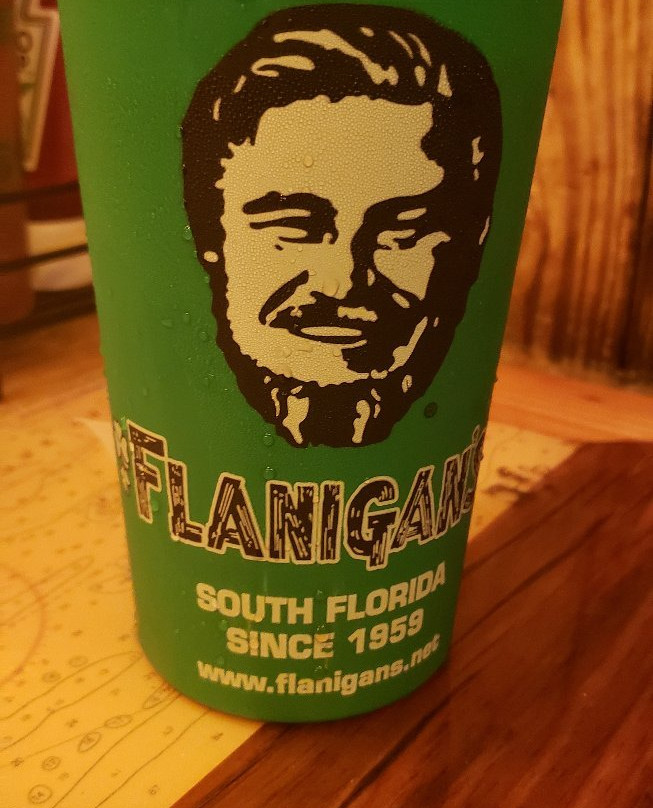 FLANIGAN'S
SOUTH FLORIDA
SINCE 1959
www.flanigans.net